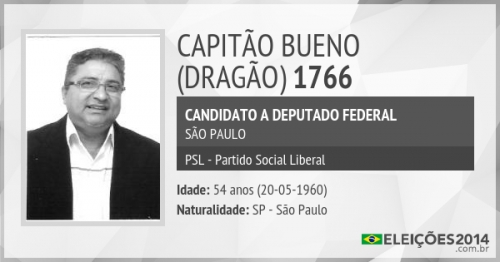 CAPITÃO BUENO
(DRAGÃO) 1766
CANDIDATO A DEPUTADO FEDERAL
SÃO PAULO
PSL - Partido Social Liberal
Idade: 54 anos (20-05-1960)
Naturalidade: SP - São Paulo
ELEIÇÕES2014
.com.br